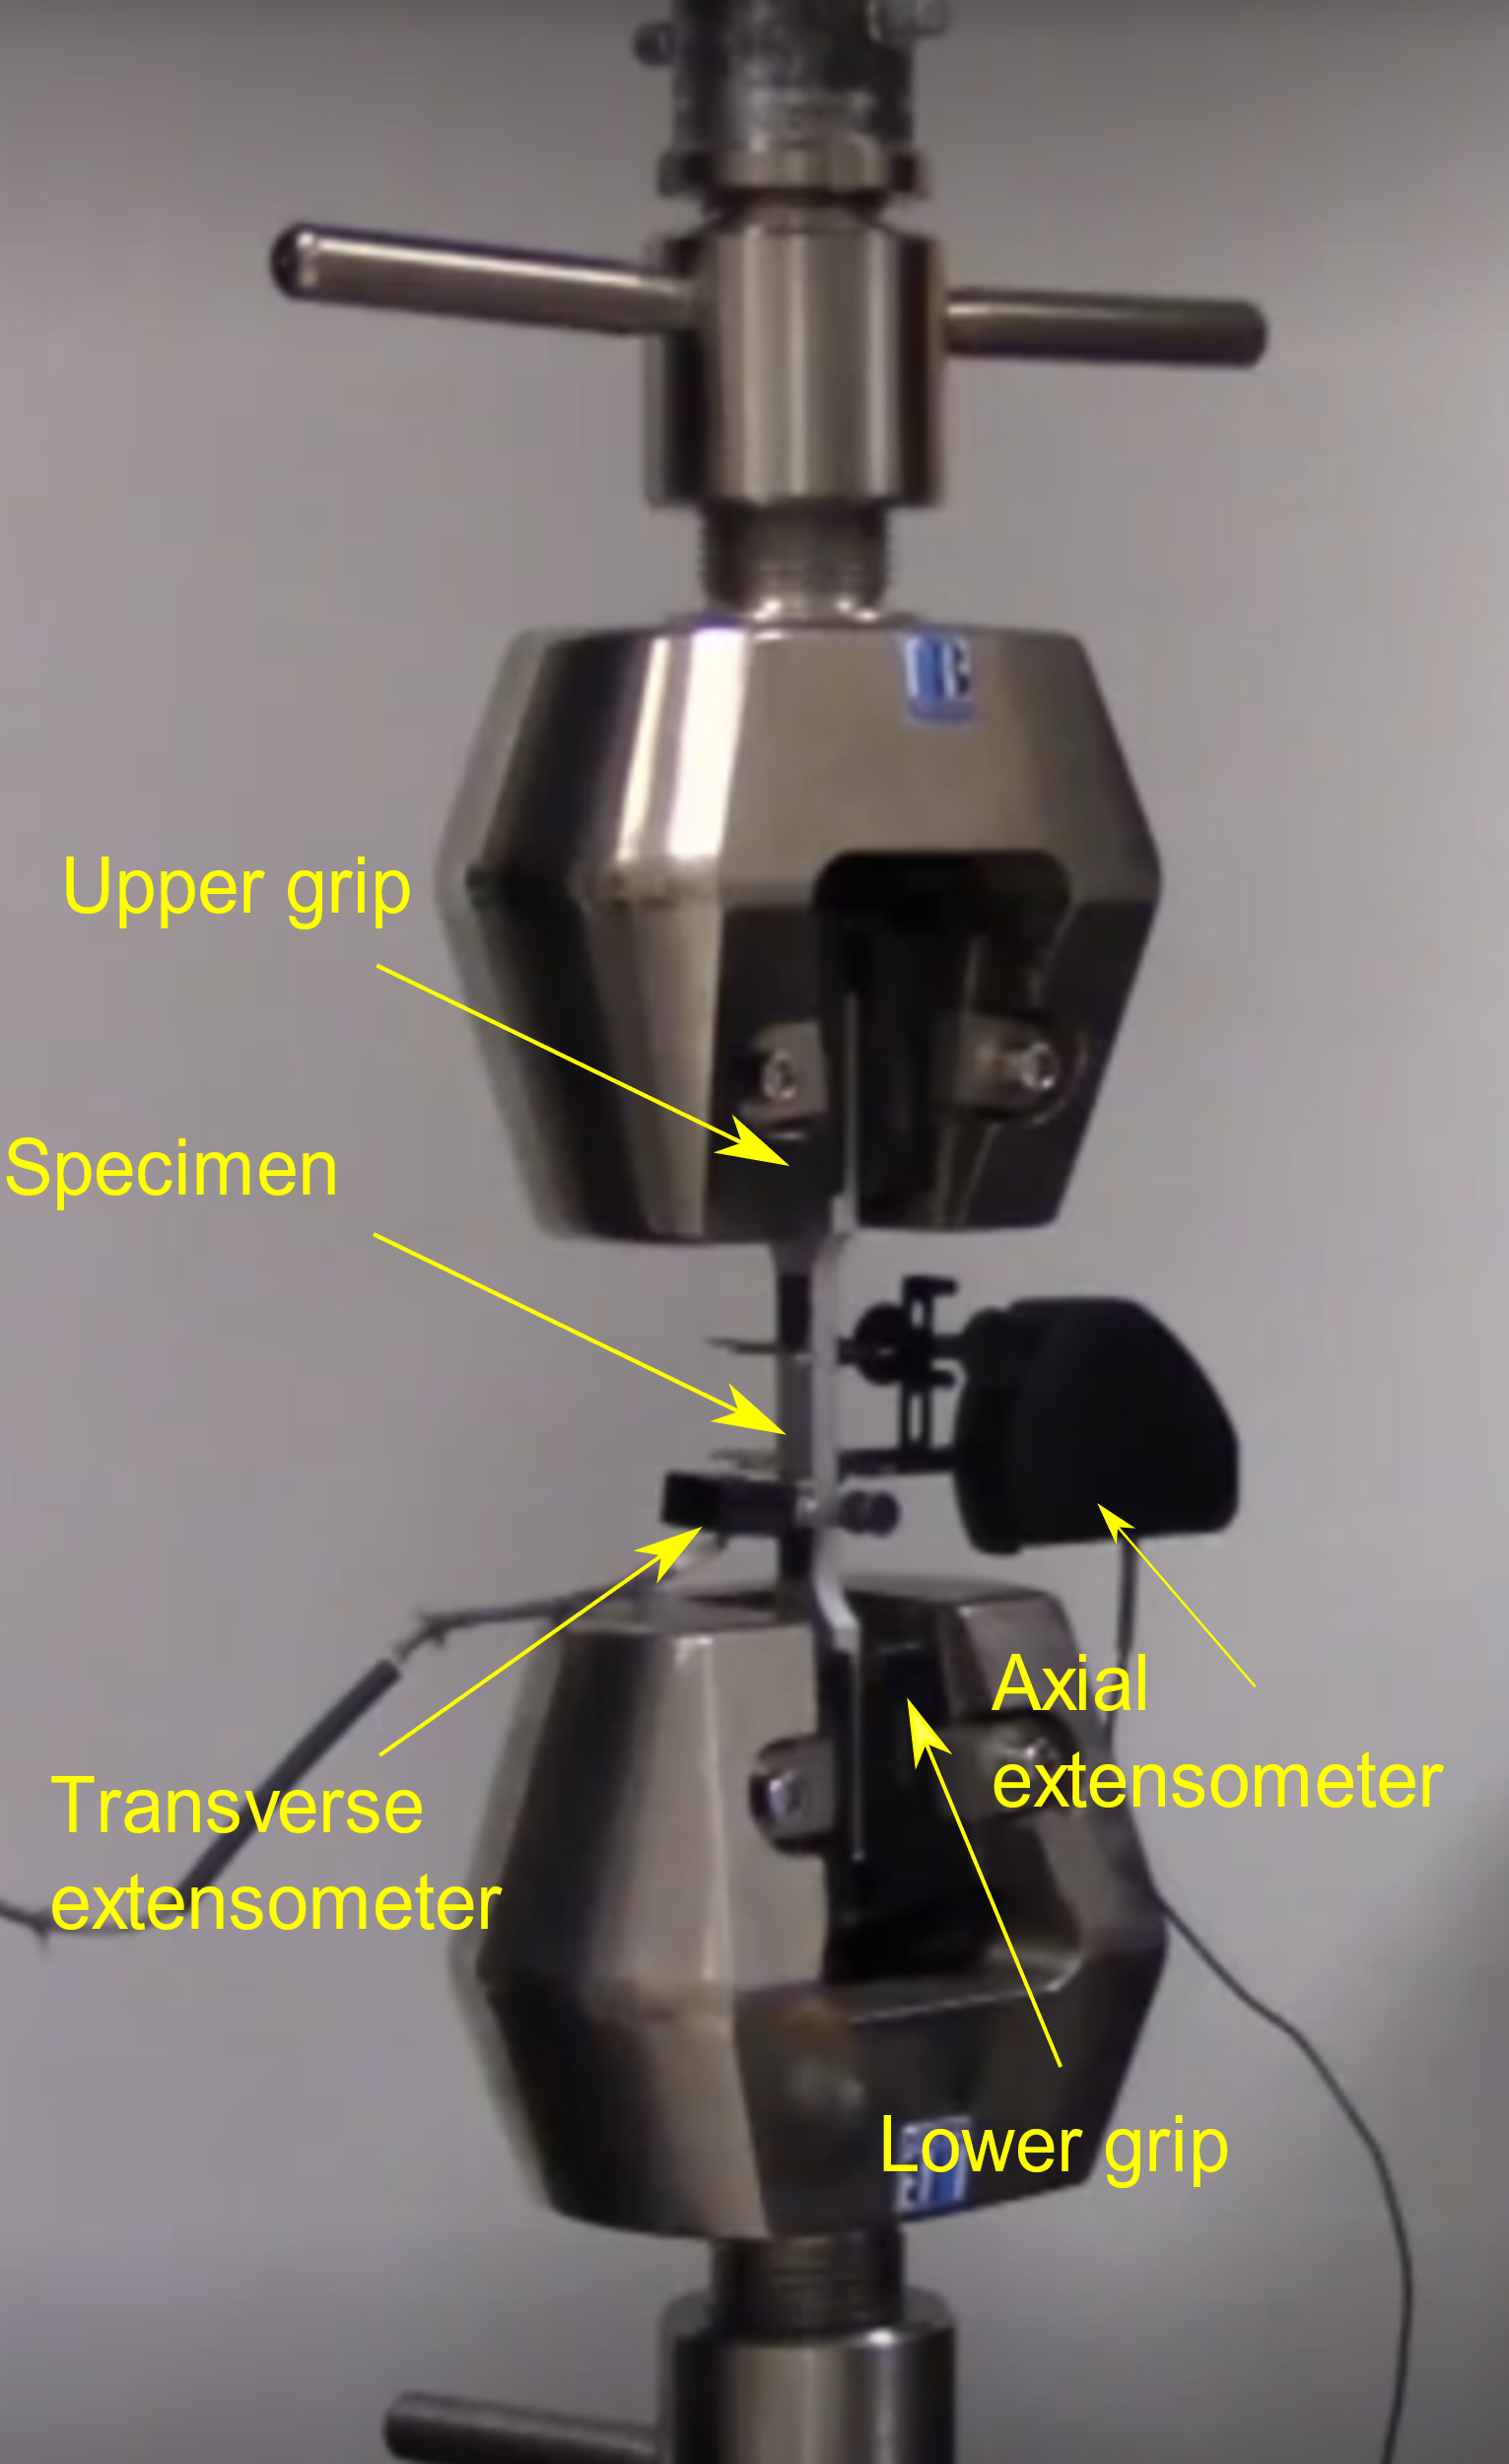 Upper grip
Specimen
Axial
extensometer
Transverse
extensometer
Lower grip